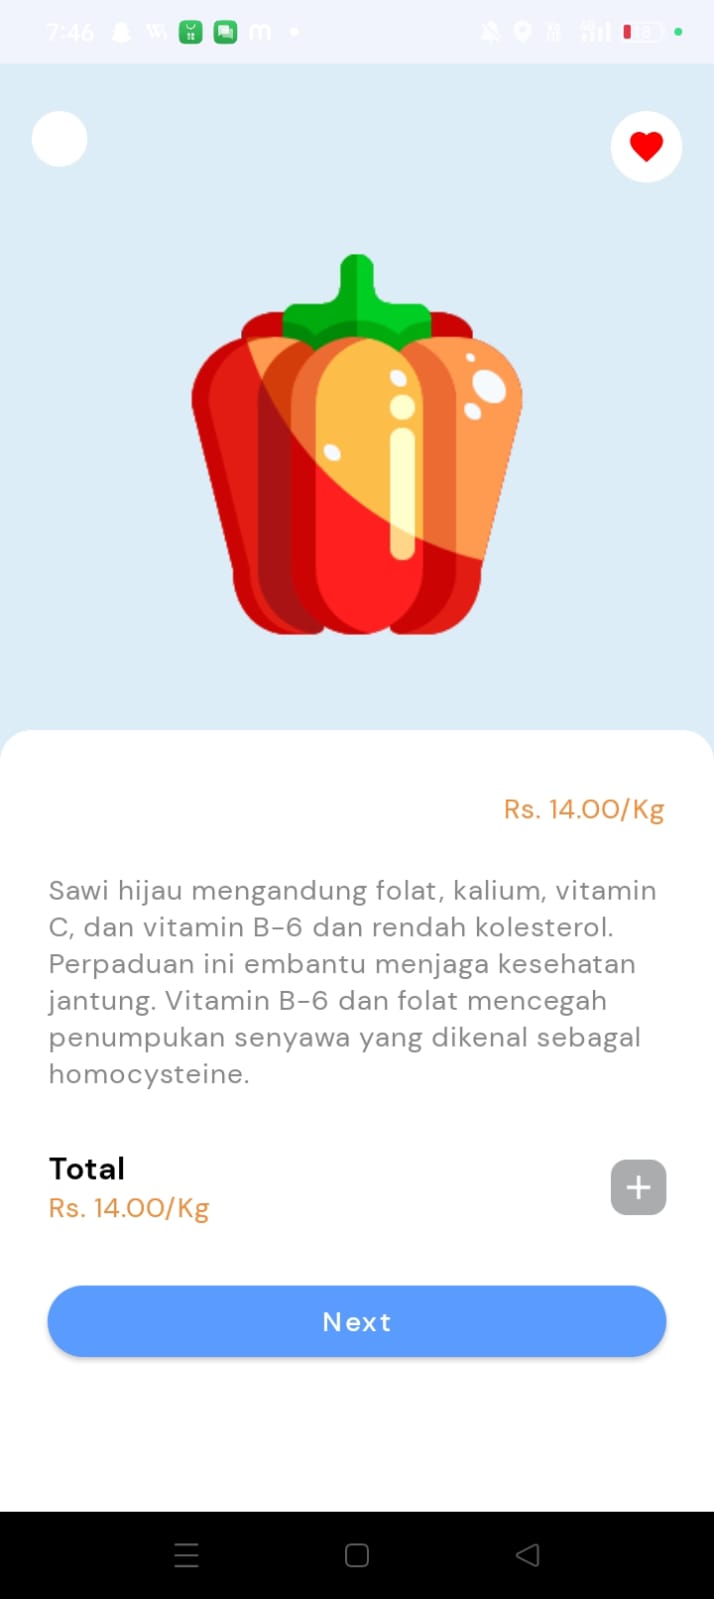 7:46
Rs. 14.00/Kg
Sawi hijau mengandung folat, kalium, vitamin
C, dan vitamin B-6 dan rendah kolesterol.
Perpaduan ini embantu menjaga kesehatan
jantung. Vitamin B-6 dan folat mencegah
penumpukan senyawa yang dikenal sebagal
homocysteine.
Total
Rs. 14.00/Kg
Next